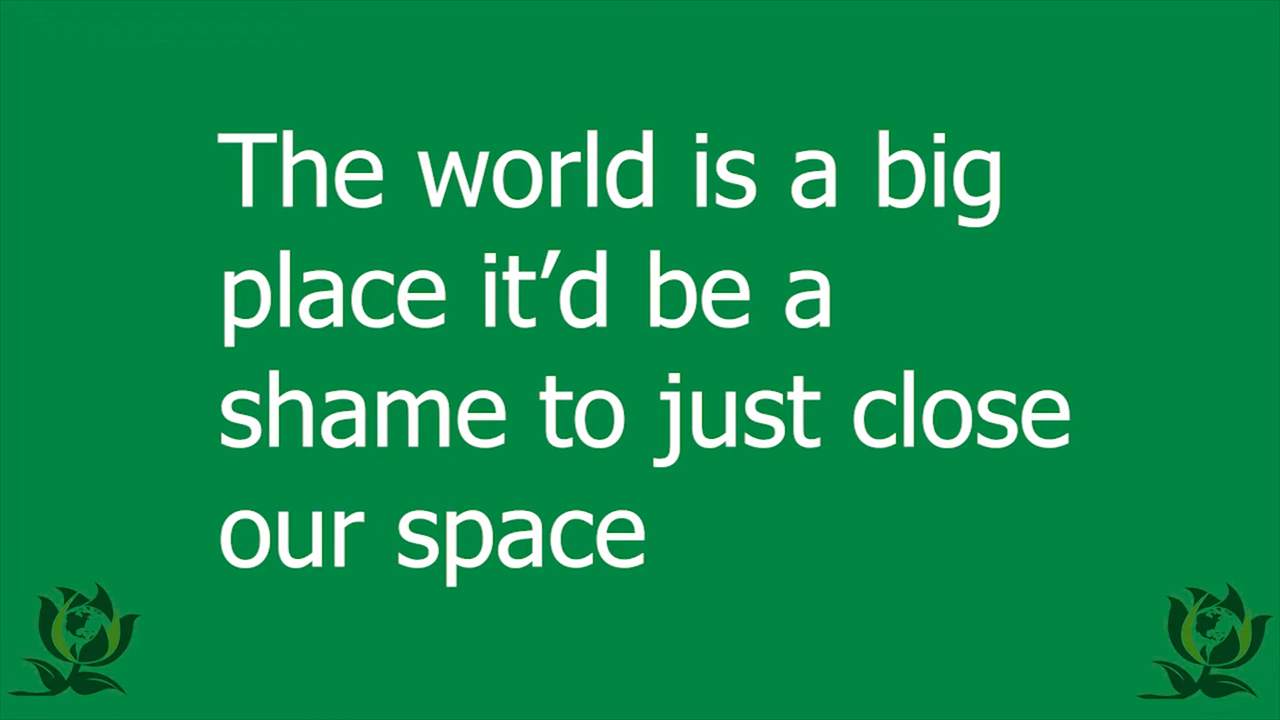 The world is a big
place it’d be a
shame to just close
our space